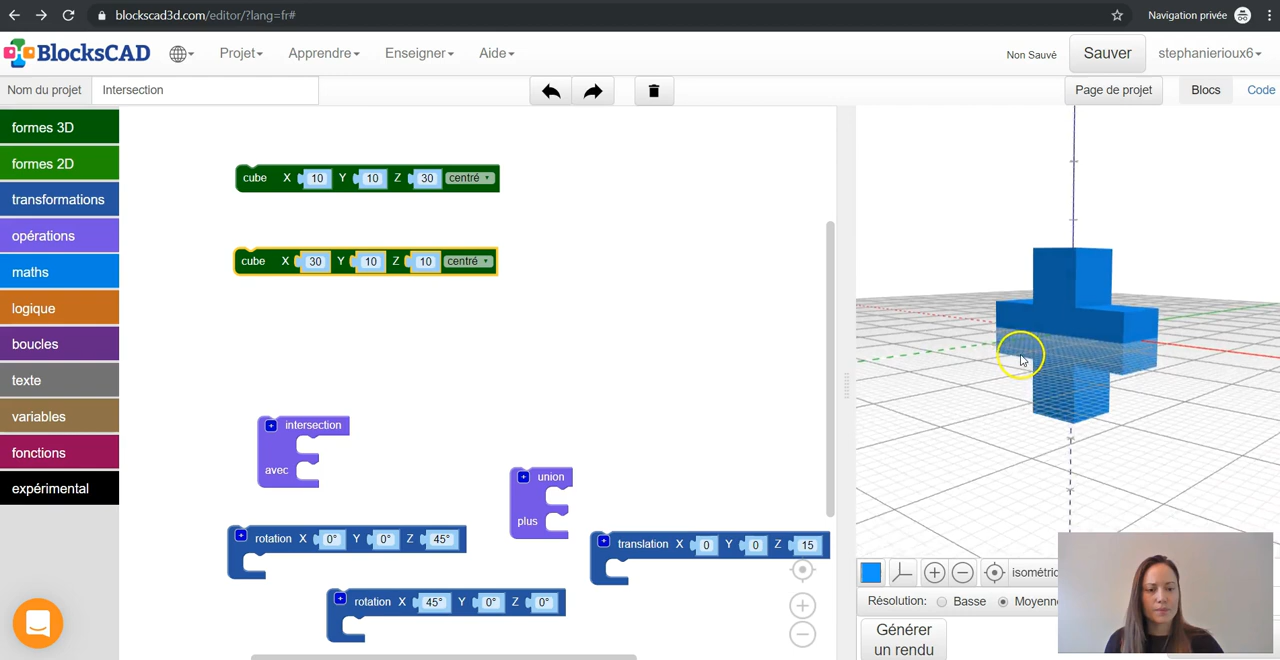 blockscad3d.com/editor/?lang=fr#
Navigation privée
BlocksCAD
Projet
Apprendre
Enseigner
Aide
Non Sauvé
Sauver
stephanierioux6
Nom du projet
Intersection
Page de projet
Blocs
Code
formes 3D
formes 2D
transformations
opérations
maths
logique
boucles
texte
variables
fonctions
expérimental
cube X 10 Y 10 Z 30 centré
cube X 30 Y 10 Z 10 centré
+ intersection
avec
+ union
plus
+ rotation X 0° Y 0° Z 45°
+ translation X 0 Y 0 Z 15
+ rotation X 45° Y 0° Z 0°
isométri
Résolution: Basse Moyenne
Générer
un rendu